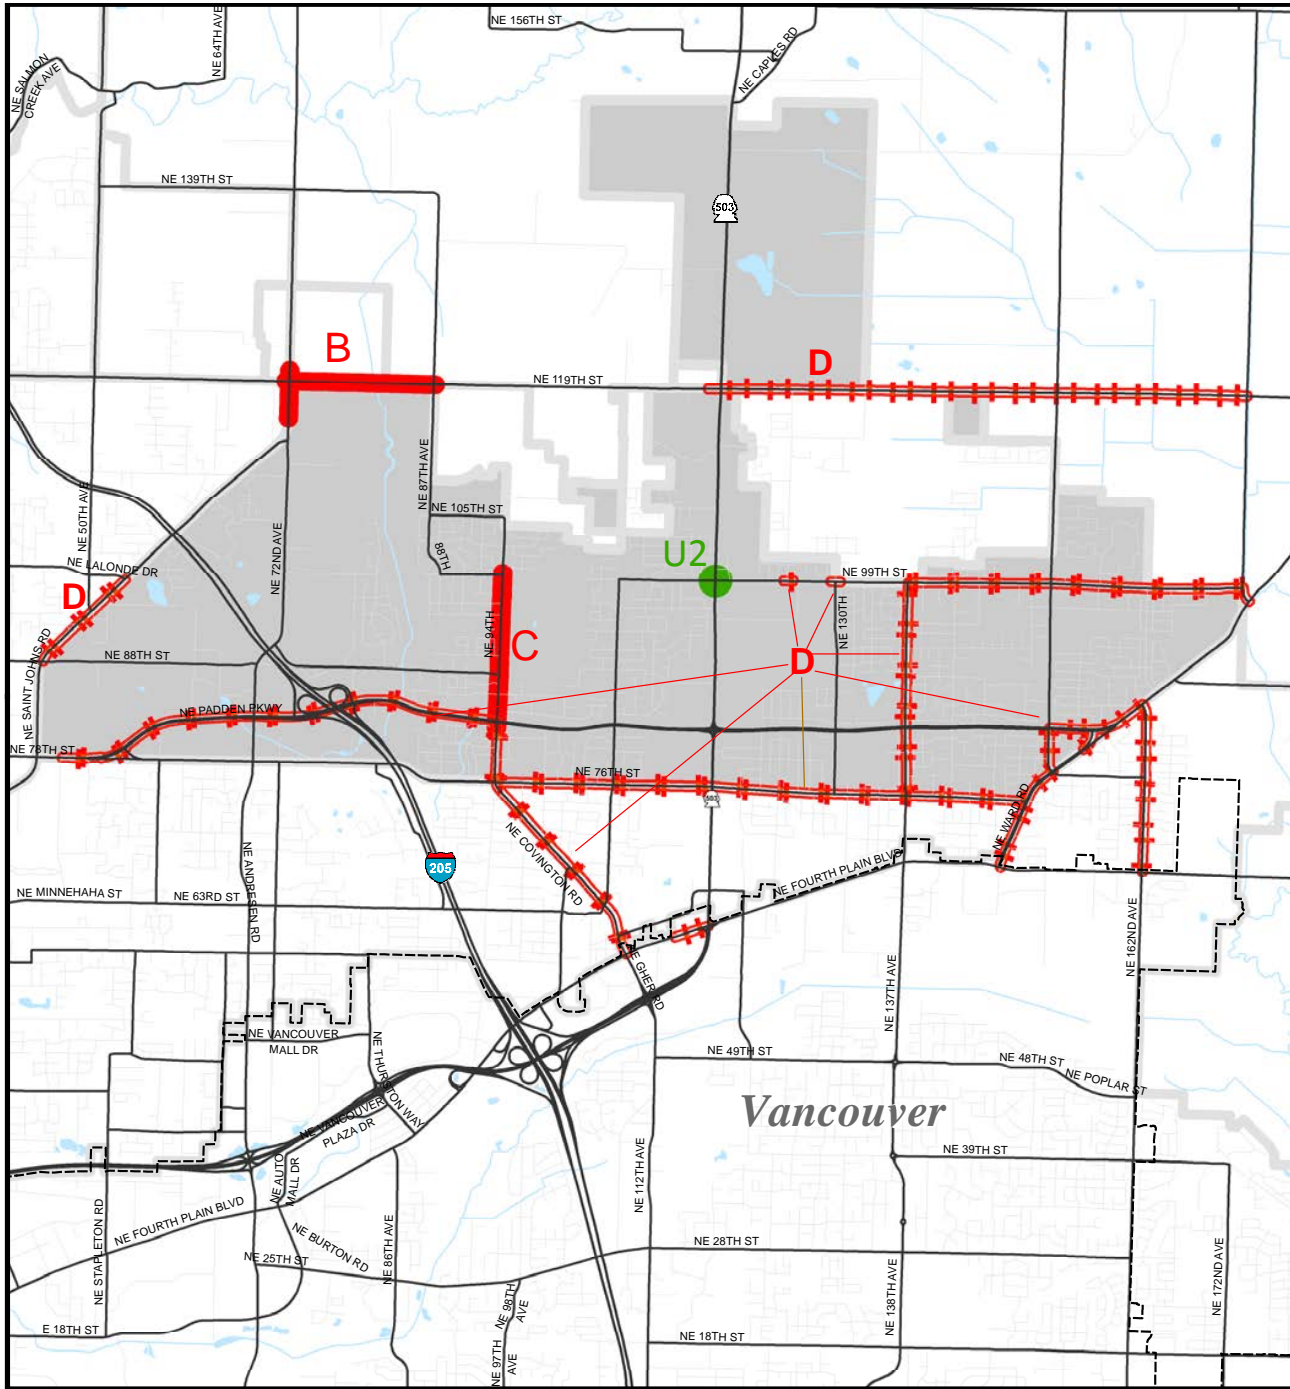 NE 156TH ST
NE 64TH AVE
NE CAPLES RD
NE SALMON
CREEK AVE
NE 139TH ST
503
B
D
NE 119TH ST
NE 87TH AVE
NE 50TH AVE
NE 105TH ST
NE 72ND AVE
88TH
U2
NE LALONDE DR
NE 99TH ST
D
NE 94TH
C
NE 130TH
NE SAINT JOHNS RD
NE 88TH ST
D
NE PADDEN PKWY
NE 78TH ST
NE 76TH ST
503
NE WARD RD
NE COVINGTON RD
NE FOURTH PLAIN BLVD
205
NE ANDRESEN RD
NE MINNEHAHA ST
NE 63RD ST
NE 162ND AVE
NE GHER RD
NE 137TH AVE
NE VANCOUVER
MALL DR
NE THURSTON WAY
NE 49TH ST
NE 48TH ST
NE POPLAR ST
Vancouver
NE VANCOUVER
PLAZA DR
NE 39TH ST
NE AUTO
MALL DR
NE 112TH AVE
NE FOURTH PLAIN BLVD
NE STAPLETON RD
NE BURTON RD
NE 86TH AVE
NE 28TH ST
NE 25TH ST
NE 172ND AVE
NE 138TH AVE
NE 98TH
AVE
E 18TH ST
NE 18TH ST
NE 97TH
AVE